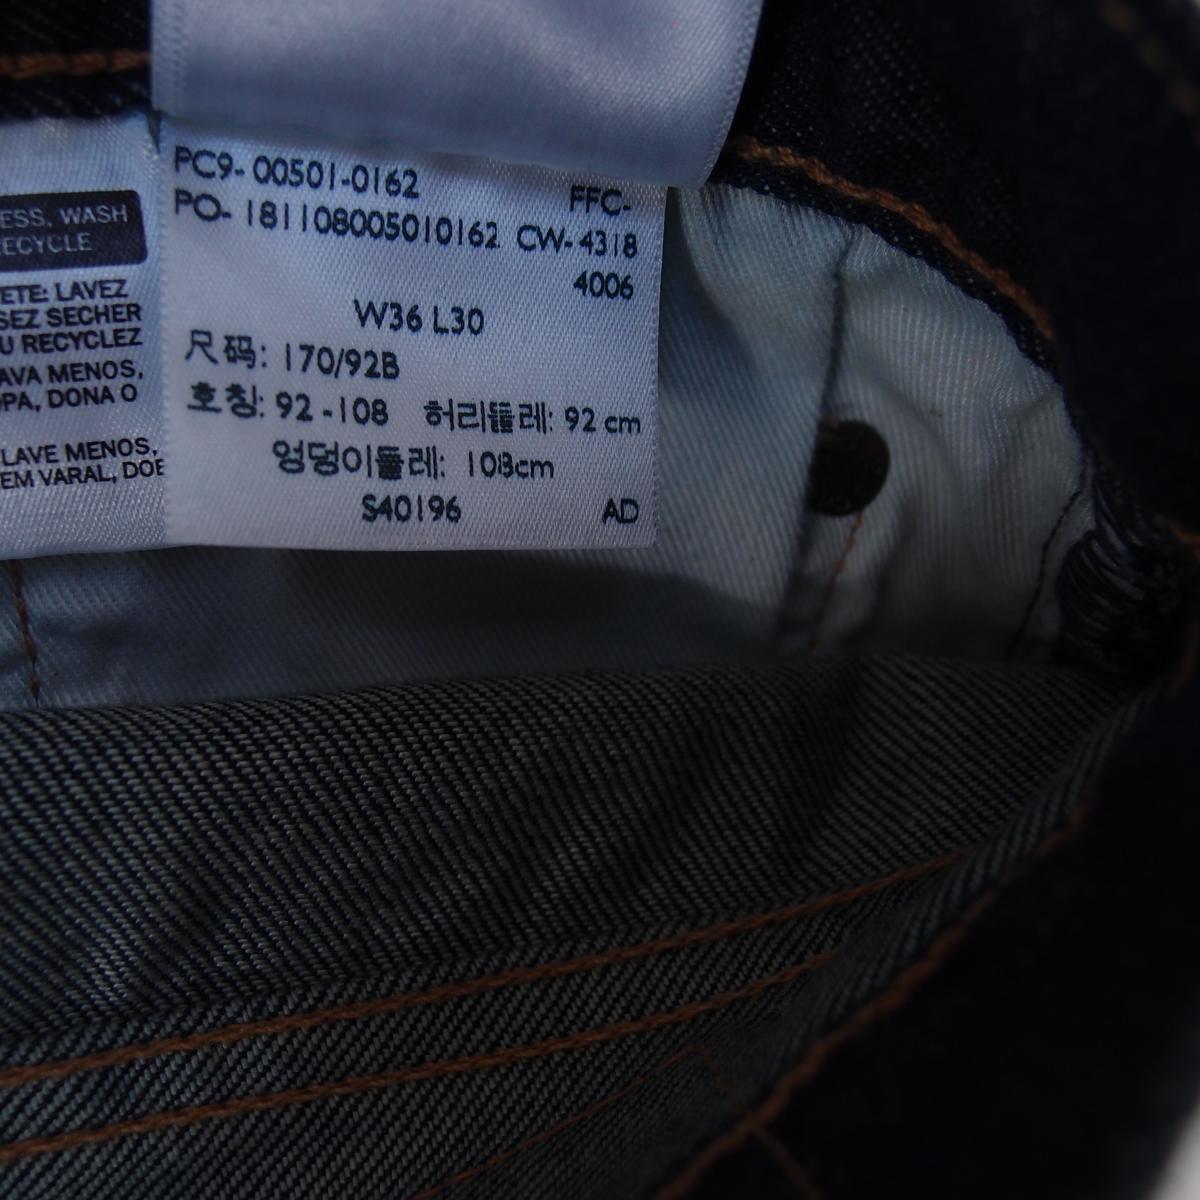 ESS. WASH
ECYCLE
ETE: LAVEZ
SEZ SECHER
U RECYCLEZ
AVA MENOS,
OPA, DONA O
LAVE MENOS,
EM VARAL, DOE
PC9- 00501-0162 FFC-
PO- 181108005010162 CW- 4318
4006
W36 L30
尺码: 170/92B
호칭: 92 -108 허리둘레: 92 cm
엉덩이둘레: 108cm
S40196 AD